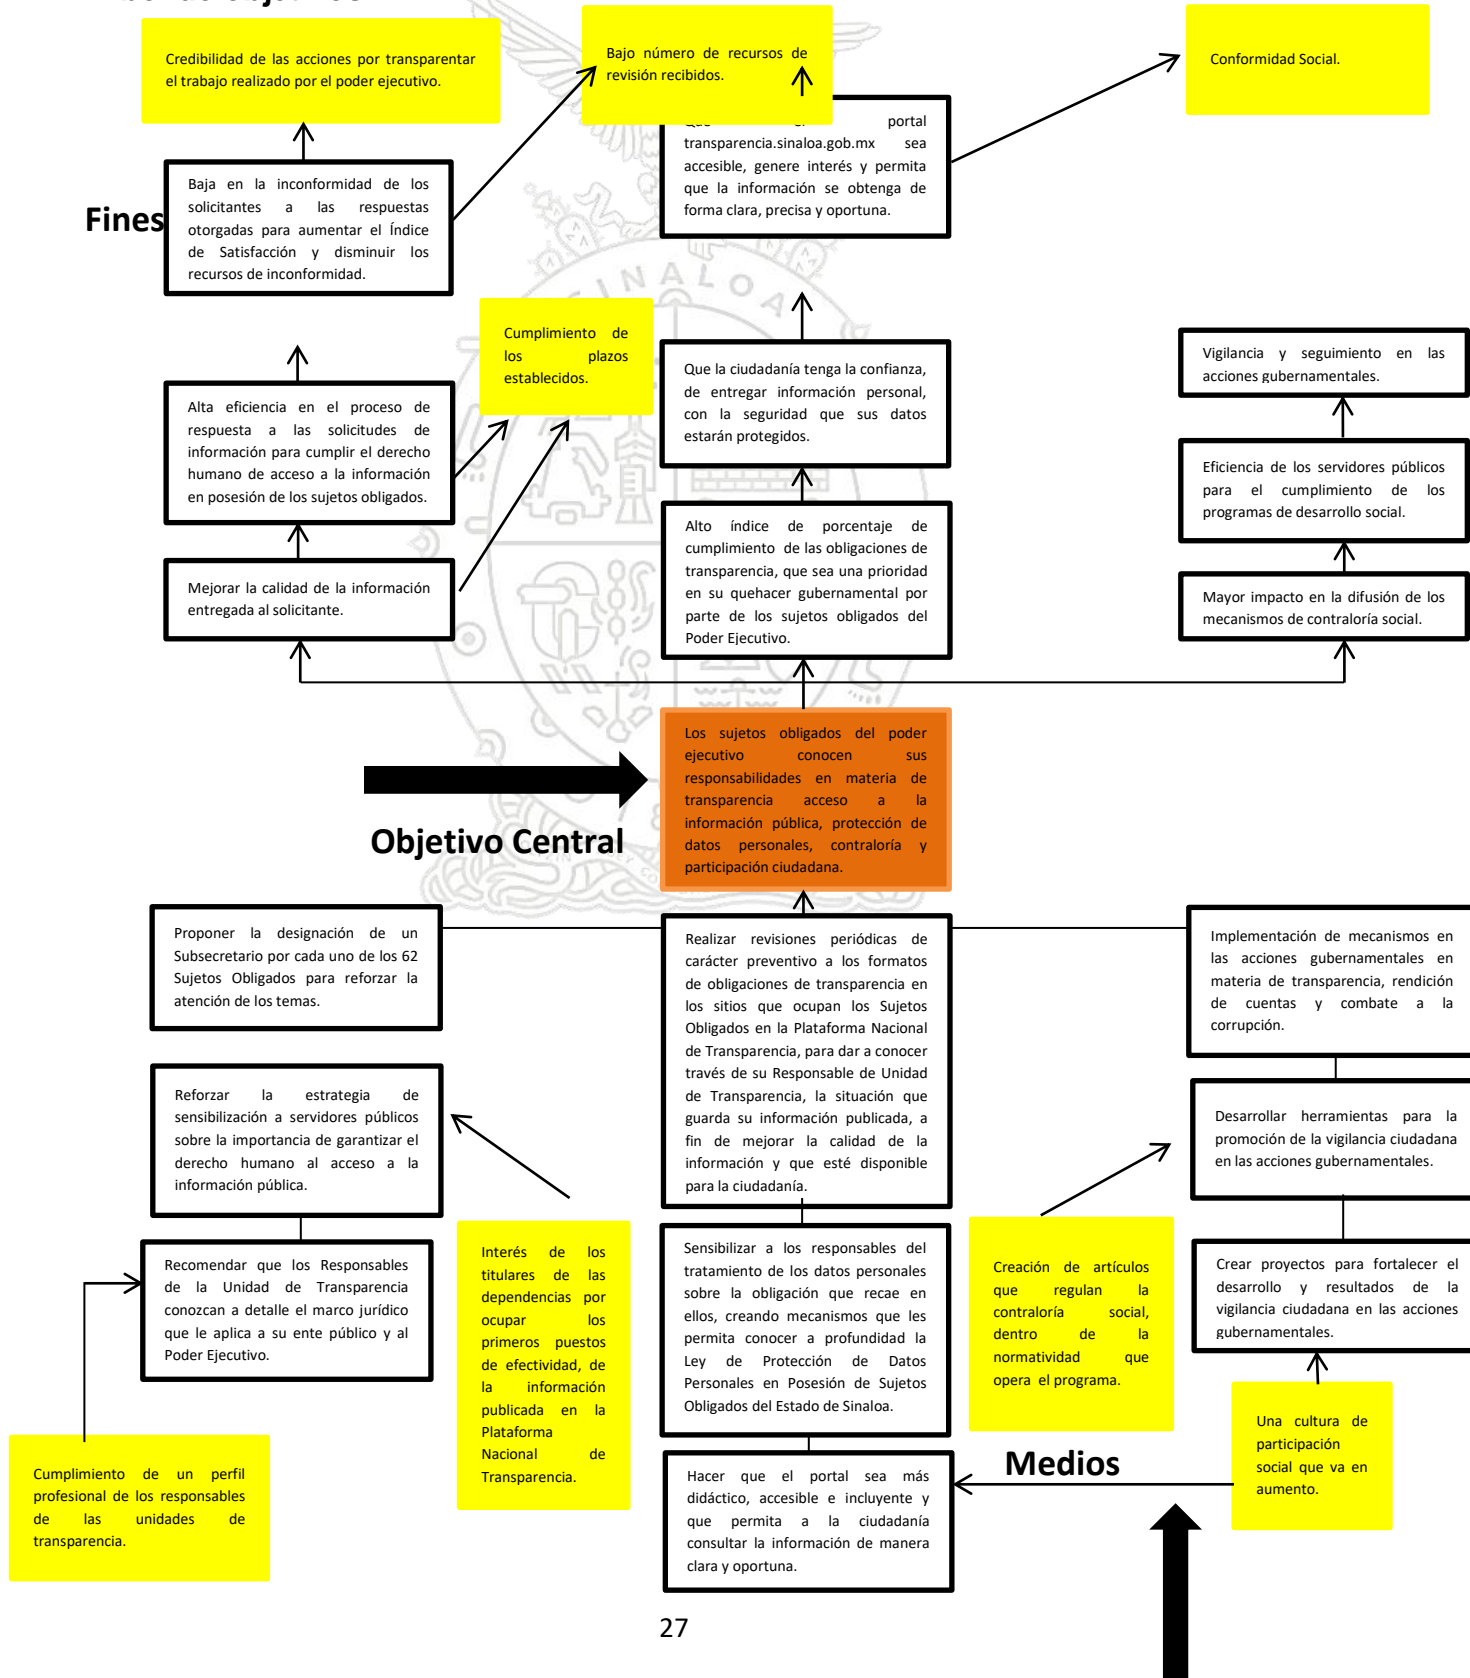 Credibilidad de las acciones por transparentar
el trabajo realizado por el poder ejecutivo.
Bajo número de recursos de
revisión recibidos.
Conformidad Social.
portal
transparencia.sinaloa.gob.mx sea
accesible, genere interés y permita
que la información se obtenga de
forma clara, precisa y oportuna.
Baja en la inconformidad de los
solicitantes a las respuestas
otorgadas para aumentar el Índice
de Satisfacción y disminuir los
recursos de inconformidad.
Fines
SINALOA
Cumplimiento de
los plazos
establecidos.
Que la ciudadanía tenga la confianza,
de entregar información personal,
con la seguridad que sus datos
estarán protegidos.
Vigilancia y seguimiento en las
acciones gubernamentales.
Alta eficiencia en el proceso de
respuesta a las solicitudes de
información para cumplir el derecho
humano de acceso a la información
en posesión de los sujetos obligados.
Eficiencia de los servidores públicos
para el cumplimiento de los
programas de desarrollo social.
Alto índice de porcentaje de
cumplimiento de las obligaciones de
transparencia, que sea una prioridad
en su quehacer gubernamental por
parte de los sujetos obligados del
Poder Ejecutivo.
Mejorar la calidad de la información
entregada al solicitante.
Mayor impacto en la difusión de los
mecanismos de contraloría social.
Los sujetos obligados del poder
ejecutivo conocen sus
responsabilidades en materia de
transparencia acceso a la
información pública, protección de
datos personales, contraloría y
participación ciudadana.
Objetivo Central
Proponer la designación de un
Subsecretario por cada uno de los 62
Sujetos Obligados para reforzar la
atención de los temas.
Realizar revisiones periódicas de
carácter preventivo a los formatos
de obligaciones de transparencia en
los sitios que ocupan los Sujetos
Obligados en la Plataforma Nacional
de Transparencia, para dar a conocer
través de su Responsable de Unidad
de Transparencia, la situación que
guarda su información publicada, a
fin de mejorar la calidad de la
información y que esté disponible
para la ciudadanía.
Implementación de mecanismos en
las acciones gubernamentales en
materia de transparencia, rendición
de cuentas y combate a la
corrupción.
Reforzar la estrategia de
sensibilización a servidores públicos
sobre la importancia de garantizar el
derecho humano al acceso a la
información pública.
Desarrollar herramientas para la
promoción de la vigilancia ciudadana
en las acciones gubernamentales.
Recomendar que los Responsables
de la Unidad de Transparencia
conozcan a detalle el marco jurídico
que le aplica a su ente público y al
Poder Ejecutivo.
Interés de los
titulares de las
dependencias por
ocupar los
primeros puestos
de efectividad, de
la información
publicada en la
Plataforma
Nacional de
Transparencia.
Sensibilizar a los responsables del
tratamiento de los datos personales
sobre la obligación que recae en
ellos, creando mecanismos que les
permita conocer a profundidad la
Ley de Protección de Datos
Personales en Posesión de Sujetos
Obligados del Estado de Sinaloa.
Creación de artículos
que regulan la
contraloría social,
dentro de la
normatividad que
opera el programa.
Crear proyectos para fortalecer el
desarrollo y resultados de la
vigilancia ciudadana en las acciones
gubernamentales.
Una cultura de
participación
social que va en
aumento.
Cumplimiento de un perfil
profesional de los responsables
de las unidades de
transparencia.
Medios
Hacer que el portal sea más
didáctico, accesible e incluyente y
que permita a la ciudadanía
consultar la información de manera
clara y oportuna.
27